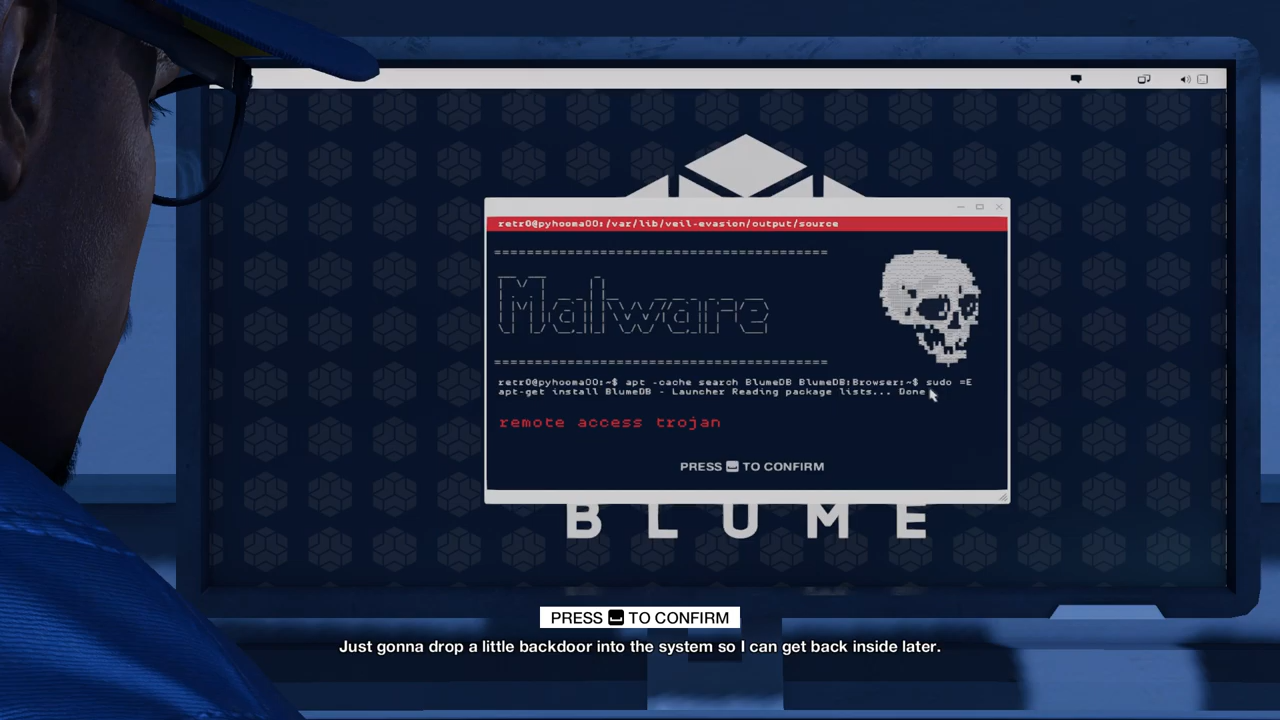 retr0@pyhooma00:/var/lib/veil-evasion/output/source
=========================================
Malware
=========================================
retr0@pyhooma00:~$ apt -cache search BlumeDB BlumeDB:Browser:~$ sudo =E
apt-get install BlumeDB - Launcher Reading package lists... Done
remote access trojan
PRESS TO CONFIRM
BLUME
PRESS TO CONFIRM
Just gonna drop a little backdoor into the system so I can get back inside later.